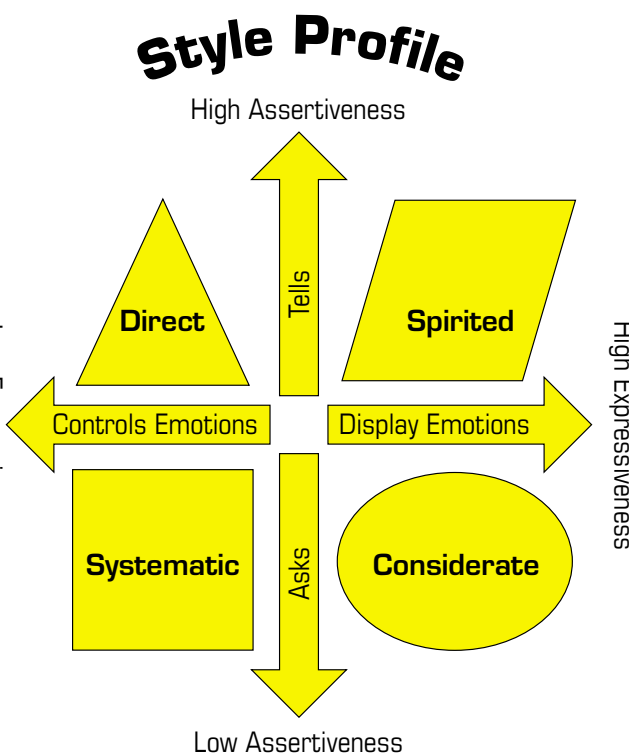 Style Profile
High Assertiveness
Tells
Direct
Spirited
High Expressiveness
Controls Emotions
Display Emotions
Systematic
Asks
Considerate
Low Assertiveness